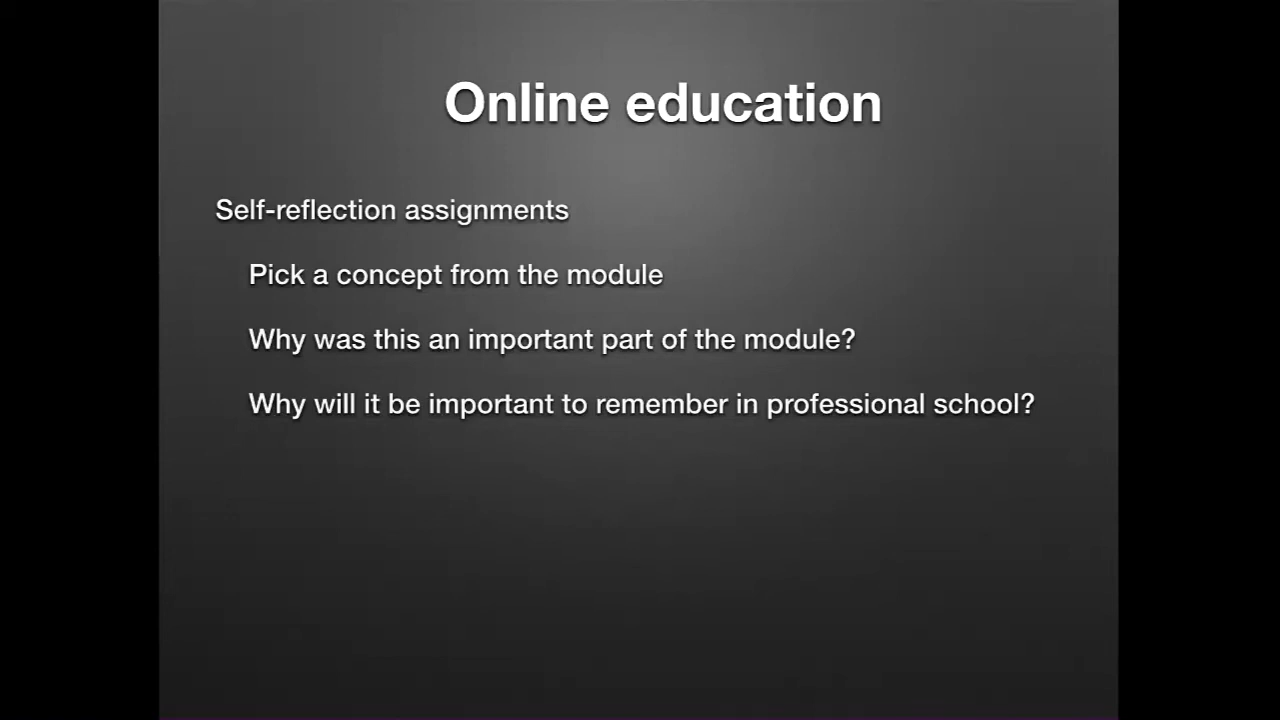 Online education
Self-reflection assignments
Pick a concept from the module
Why was this an important part of the module?
Why will it be important to remember in professional school?